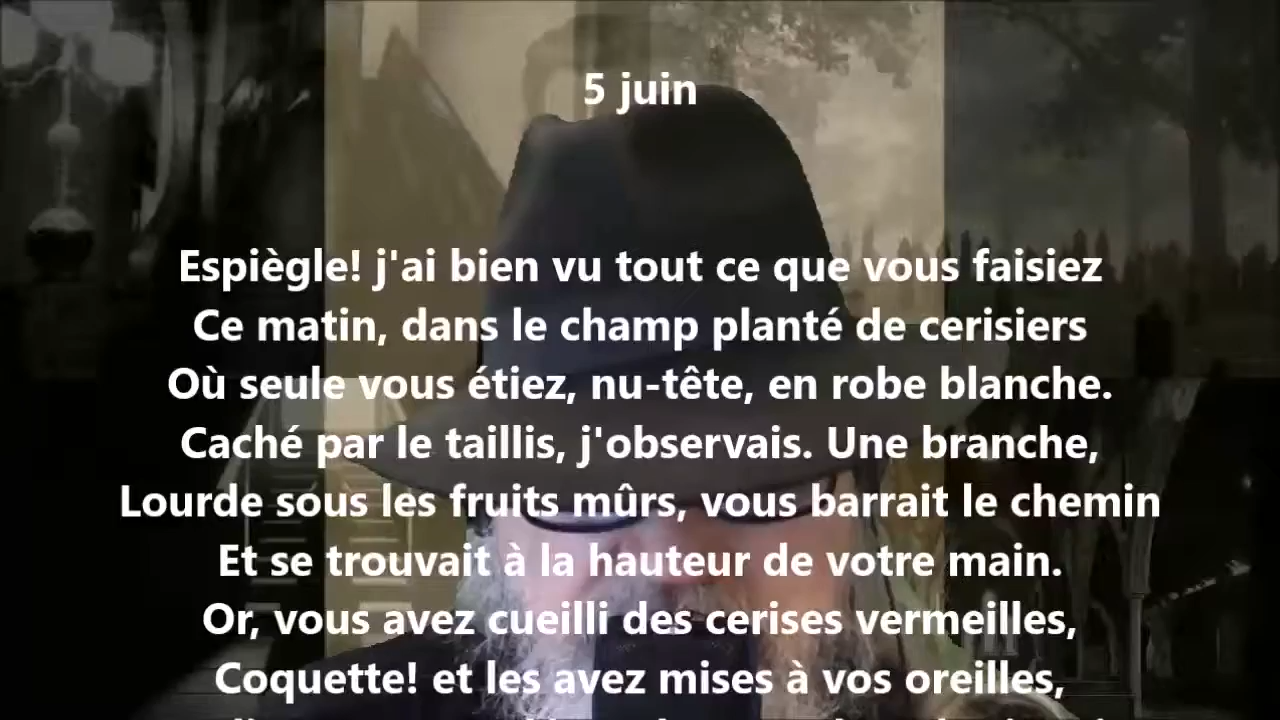 5 juin
Espiègle! j'ai bien vu tout ce que vous faisiez
Ce matin, dans le champ planté de cerisiers
Où seule vous étiez, nu-tête, en robe blanche.
Caché par le taillis, j'observais. Une branche,
Lourde sous les fruits mûrs, vous barrait le chemin
Et se trouvait à la hauteur de votre main.
Or, vous avez cueilli des cerises vermeilles,
Coquette! et les avez mises à vos oreilles,